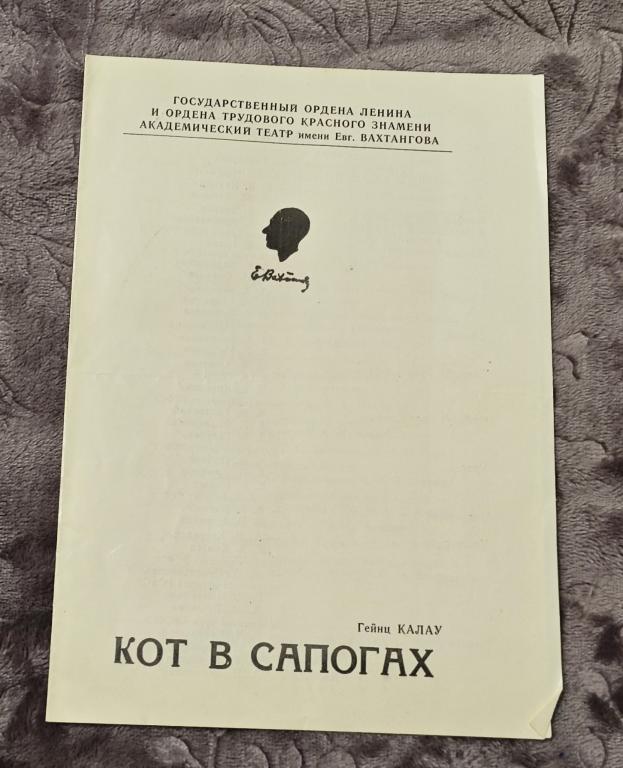 ГОСУДАРСТВЕННЫЙ ОРДЕНА ЛЕНИНА
И ОРДЕНА ТРУДОВОГО КРАСНОГО ЗНАМЕНИ
АКАДЕМИЧЕСКИЙ ТЕАТР имени Евг. ВАХТАНГОВА
Гейнц КАЛАУ
КОТ В САПОГАХ